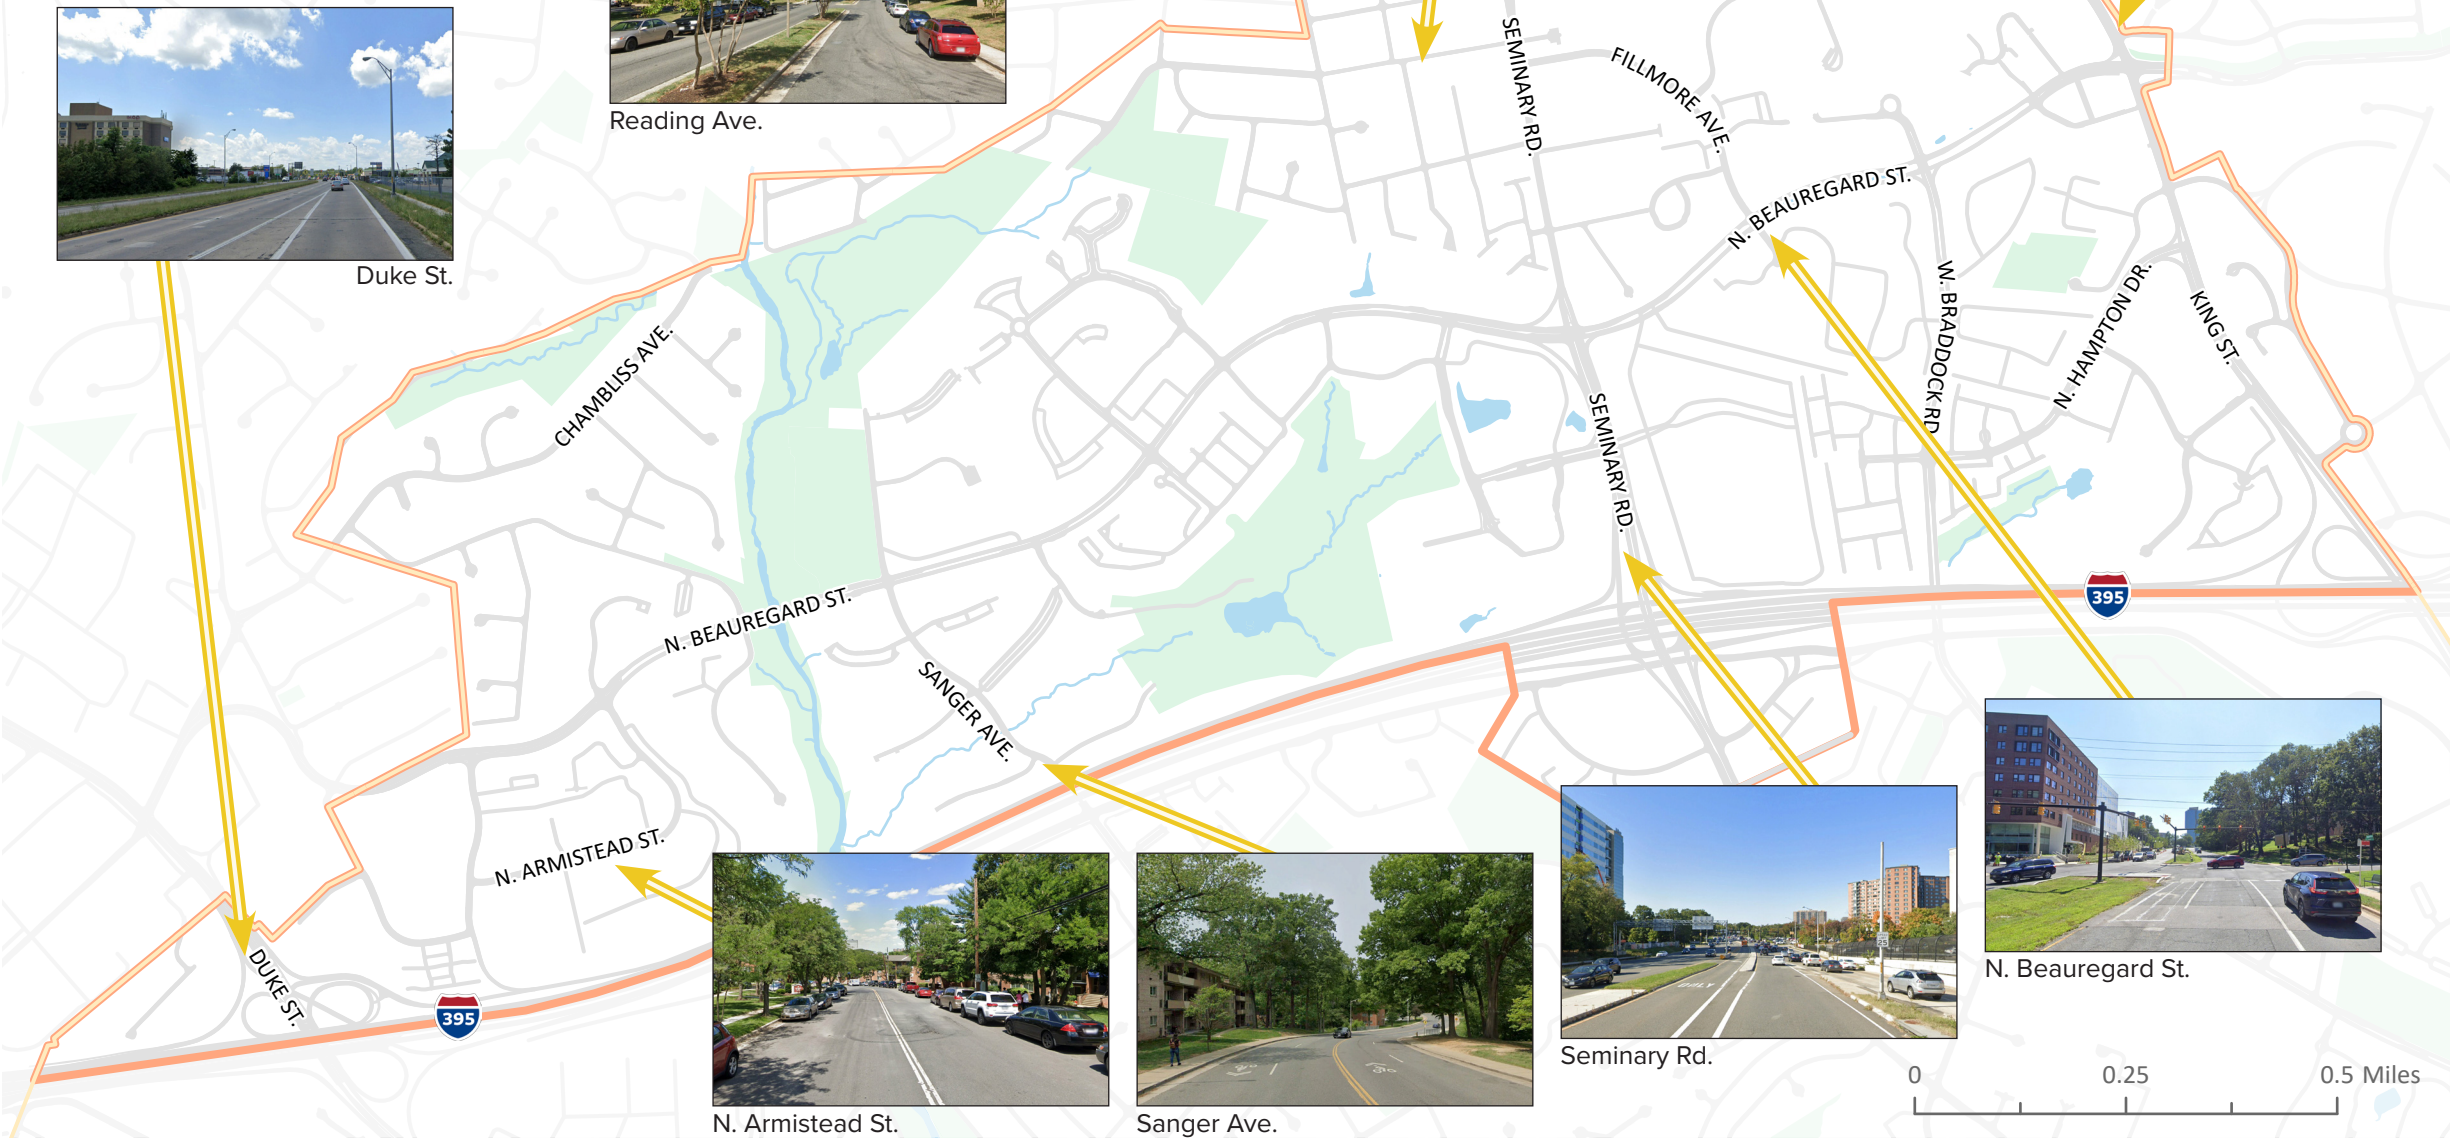 Reading Ave.
Duke St.
SEMINARY RD.
FILLMORE AVE.
N. BEAUREGARD ST.
W. BRADDOCK RD
N. HAMPTON DR.
KING ST.
CHAMBLISS AVE.
SEMINARY RD.
N. BEAUREGARD ST.
SANGER AVE.
395
N. ARMISTEAD ST.
DUKE ST.
395
ONLY
25
N. Beauregard St.
Seminary Rd.
N. Armistead St.
Sanger Ave.
0 0.25 0.5 Miles